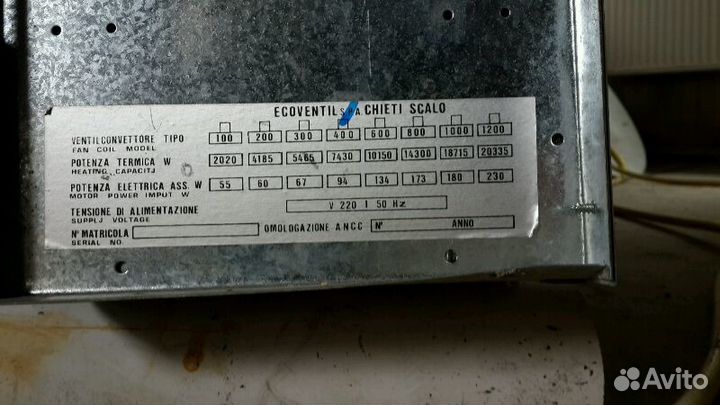 ECOVENTIL S.P.A. CHIETI SCALO
VENTILCONVETTORE TIPO 100 200 300 400 600 800 1000 1200
FAN COIL MODEL
POTENZA TERMICA W 2020 4185 5465 7430 10150 14300 18715 20335
HEATING CAPACITJ
POTENZA ELETTRICA ASS. W 55 60 67 94 134 173 180 230
MOTOR POWER IMPUT W
TENSIONE DI ALIMENTAZIONE V 220 I 50 Hz
SUPPLJ VOLTAGE
N° MATRICOLA OMOLOGAZIONE A.N.C.C. N° ANNO
SERIAL NO.
Avito